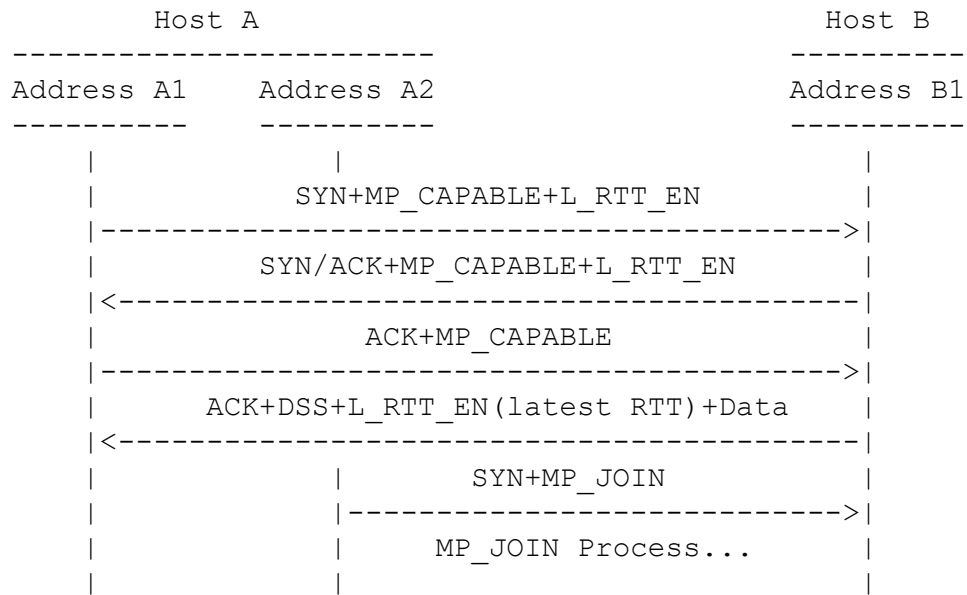 Host A Host B
Address A1 Address A2 Address B1
SYN+MP_CAPABLE+L_RTT_EN
SYN/ACK+MP_CAPABLE+L_RTT_EN
ACK+MP_CAPABLE
ACK+DSS+L_RTT_EN(latest RTT)+Data
SYN+MP_JOIN
MP_JOIN Process...